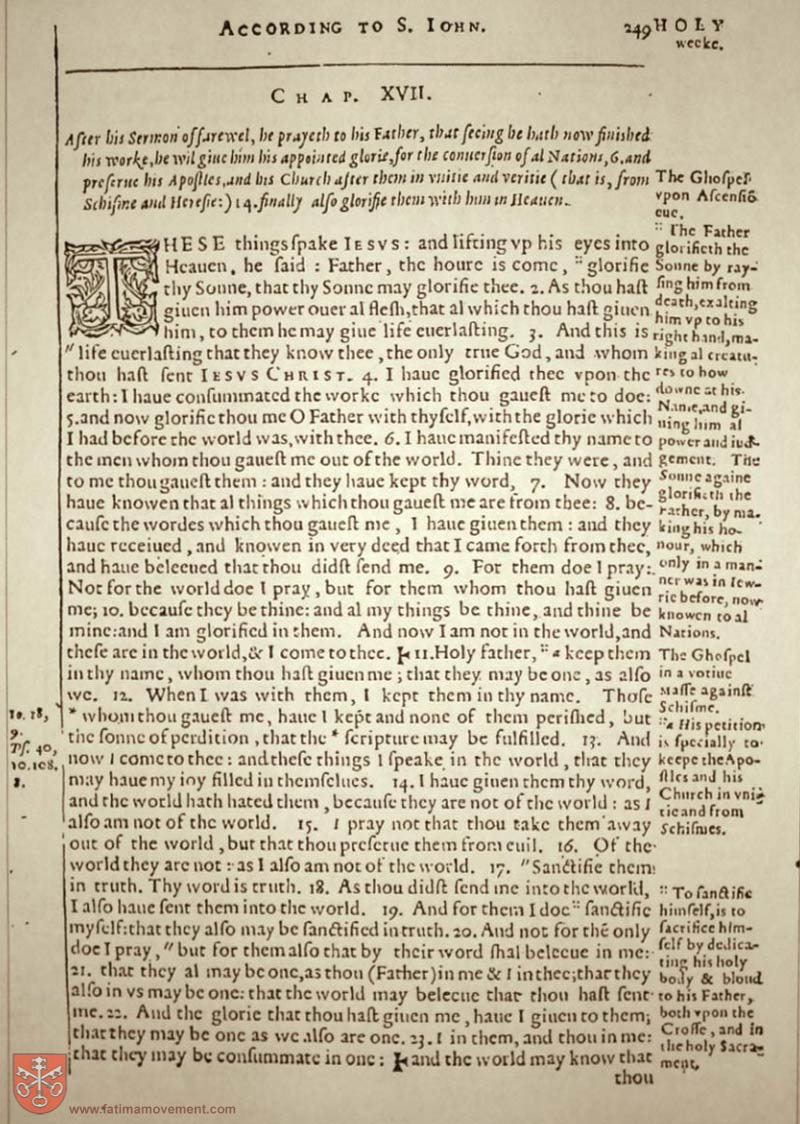 ACCORDING TO S. IOHN.
249 HOLY
weeke.
CHAP. XVII.
After his Sermon of farewel, he prayeth to his Father, that seeing he hath now finished
his worke, he wil giue him his appointed glorie, for the conuersion of al Nations, 6. and
preserue his Apostles, and his Church after them in vnitie and veritie (that is, from
Schisme and Heresie:) 14. finally also glorifie them with him in Heauen.
THESE things ſpake IESVS: and lifting vp his eyes into
Heauen, he ſaid: Father, the houre is come, " glorifie
thy Sonne, that thy Sonne may glorifie thee. 2. As thou haſt
giuen him power ouer al fleſh, that al which thou haſt giuen
him, to them he may giue life euerlaſting. 3. And this is
" life euerlaſting that they know thee, the only true God, and whom
thou haſt ſent IESVS CHRIST. 4. I haue glorified thee vpon the
earth: I haue conſummated the worke which thou gaueſt me to doe:
5. and now glorifie thou me O Father with thyſelf, with the glorie which
I had before the world was, with thee. 6. I haue manifeſted thy name to
the men whom thou gaueſt me out of the world. Thine they were, and
to me thou gaueſt them: and they haue kept thy word, 7. Now they
haue knowen that al things which thou gaueſt me are from thee: 8. be-
cauſe the wordes which thou gaueſt me, I haue giuen them: and they
haue receiued, and knowen in very deed that I came forth from thee,
and haue beleeued that thou didſt ſend me. 9. For them doe I pray:
Not for the world doe I pray, but for them whom thou haſt giuen
me; 10. becauſe they be thine: and al my things be thine, and thine be
mine: and I am glorified in them. And now I am not in the world, and
theſe are in the world, & I come to thee. 11. Holy father, " a keep them
in thy name, whom thou haſt giuen me; that they may be one, as alſo
we. 12. When I was with them, I kept them in thy name. Thoſe
* whom thou gaueſt me, haue I kept and none of them periſhed, but
the ſonne of perdition, that the * ſcripture may be fulfilled. 13. And
now I come to thee: and theſe things I ſpeake in the world, that they
may haue my ioy filled in themſelues. 14. I haue giuen them thy word,
and the world hath hated them, becauſe they are not of the world: as I
alſo am not of the world. 15. I pray not that thou take them away
out of the world, but that thou preſerue them from euil. 16. Of the
world they are not: as I alſo am not of the world. 17. " Sanctifie them
in truth. Thy word is truth. 18. As thou didſt ſend me into the world,
I alſo haue ſent them into the world. 19. And for them I doe " ſanctifie
myſelf: that they alſo may be ſanctified in truth. 20. And not for thē only
doe I pray, " but for them alſo that by their word ſhal beleeue in me:
21. that they al may be one, as thou (Father) in me & I in thee; that they
alſo in vs may be one: that the world may beleeue that thou haſt ſent
me. 22. And the glorie that thou haſt giuen me, haue I giuen to them;
that they may be one as we alſo are one. 23. I in them, and thou in me:
that they may be conſummate in one: and the world may know that
thou
The Ghoſpel
vpon Aſcenſiō
eue.
" The Father
glorifieth the
Sonne by ray-
ſing him from
death, exalting
him vp to his
right hand, ma-
king al creatu-
res to bow
downe at his
Name, and gi-
uing him al
power and iud-
gement. The
Sonne againe
glorifieth the
Father, by ma-
king his ho-
nour, which
only in a man-
ner was in Iew-
rie before, now
knowen to al
Nations.
The Ghoſpel
in a votiue
Maſſe againſt
Schiſme.
" a His petition
is ſpecially to
keepe the Apo-
ſtles and his
Church in vni-
tie and from
Schiſmes.
" To ſanctifie
himſelf, is to
ſacrifice him-
ſelf by dedica-
ting his holy
body & bloud
to his Father,
both vpon the
Croſſe, and in
the holy Sacra-
ment.
Io. 18,
9.
Pſ. 40,
10. 108,
8.
www.fatimamovement.com